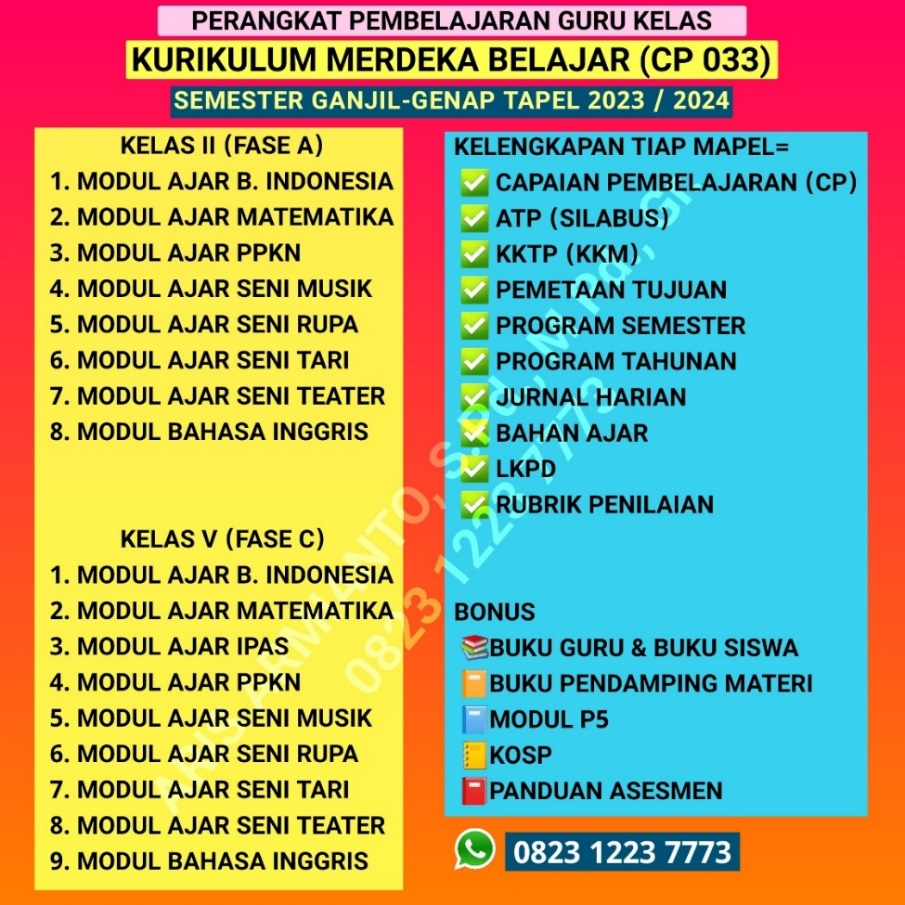 PERANGKAT PEMBELAJARAN GURU KELAS
KURIKULUM MERDEKA BELAJAR (CP 033)
SEMESTER GANJIL-GENAP TAPEL 2023 / 2024
KELAS II (FASE A)
1. MODUL AJAR B. INDONESIA
2. MODUL AJAR MATEMATIKA
3. MODUL AJAR PPKN
4. MODUL AJAR SENI MUSIK
5. MODUL AJAR SENI RUPA
6. MODUL AJAR SENI TARI
7. MODUL AJAR SENI TEATER
8. MODUL BAHASA INGGRIS
KELAS V (FASE C)
1. MODUL AJAR B. INDONESIA
2. MODUL AJAR MATEMATIKA
3. MODUL AJAR IPAS
4. MODUL AJAR PPKN
5. MODUL AJAR SENI MUSIK
6. MODUL AJAR SENI RUPA
7. MODUL AJAR SENI TARI
8. MODUL AJAR SENI TEATER
9. MODUL BAHASA INGGRIS
KELENGKAPAN TIAP MAPEL=
✅ CAPAIAN PEMBELAJARAN (CP)
✅ ATP (SILABUS)
✅ KKTP (KKM)
✅ PEMETAAN TUJUAN
✅ PROGRAM SEMESTER
✅ PROGRAM TAHUNAN
✅ JURNAL HARIAN
✅ BAHAN AJAR
✅ LKPD
✅ RUBRIK PENILAIAN
BONUS
📚BUKU GURU & BUKU SISWA
📙BUKU PENDAMPING MATERI
📘MODUL P5
📒KOSP
📕PANDUAN ASESMEN
0823 1223 7773
S.Pd., M.Pd., Gr.
0823 1223 7773